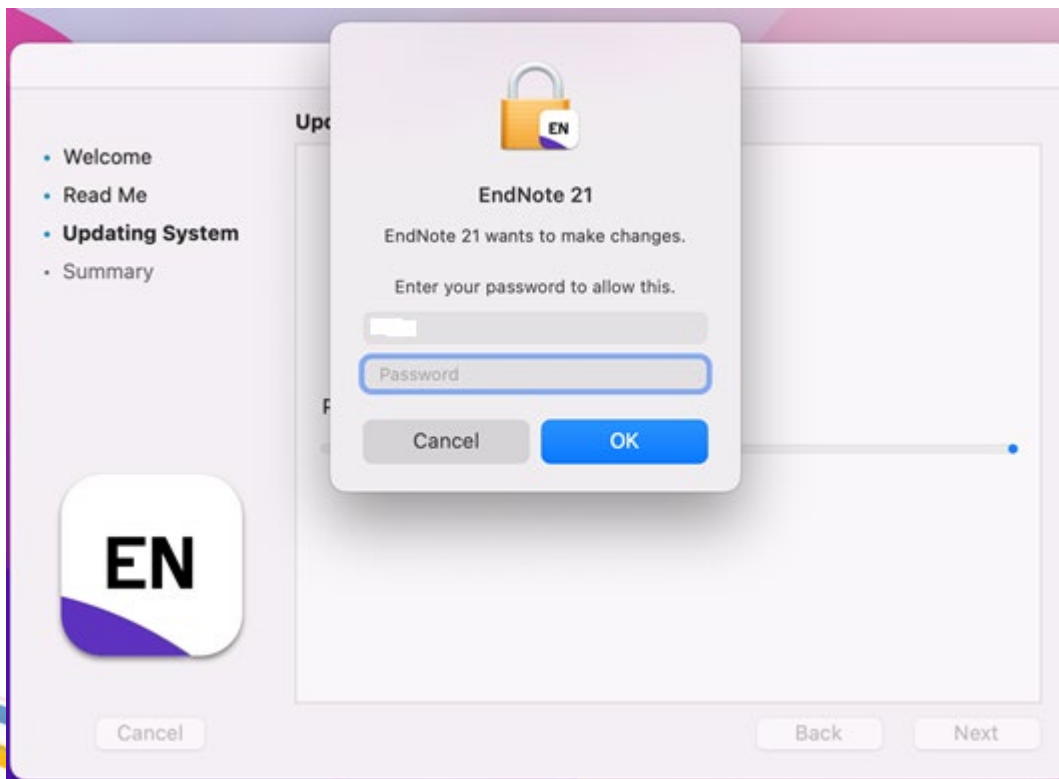 Upd
• Welcome
• Read Me
• Updating System
• Summary
EN
EndNote 21
EndNote 21 wants to make changes.
Enter your password to allow this.
Password
Cancel
OK
EN
Cancel
Back
Next